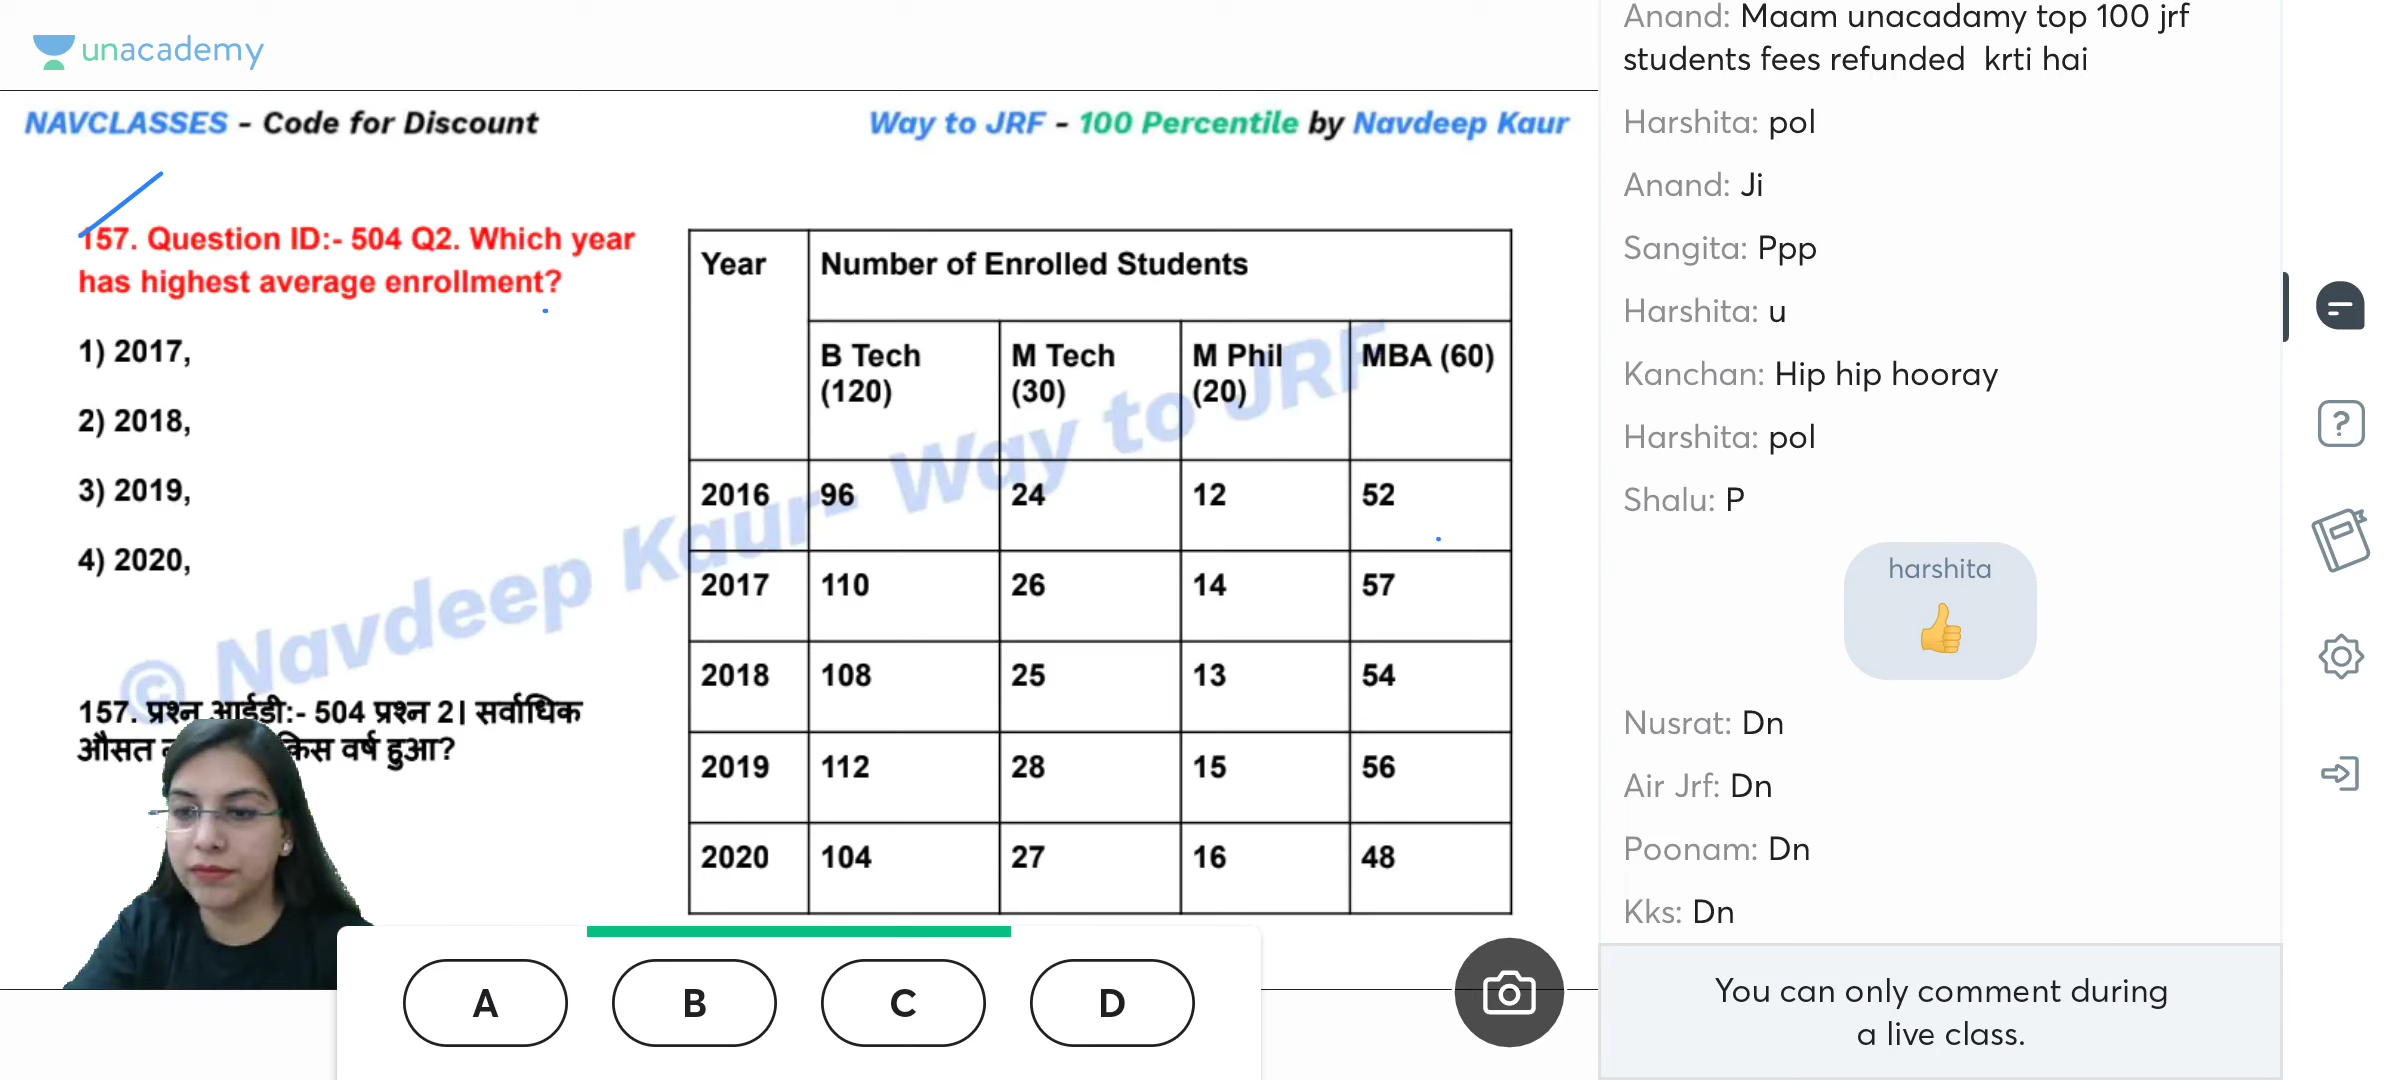 unacademy
NAVCLASSES - Code for Discount
Way to JRF - 100 Percentile by Navdeep Kaur
157. Question ID:- 504 Q2. Which year
has highest average enrollment?
1) 2017,
2) 2018,
3) 2019,
4) 2020,
157. प्रश्न आईडी:- 504 प्रश्न 2| सर्वाधिक
औसत किस वर्ष हुआ?
Year Number of Enrolled Students
B Tech (120) M Tech (30) M Phil (20) MBA (60)
2016 96 24 12 52
2017 110 26 14 57
2018 108 25 13 54
2019 112 28 15 56
2020 104 27 16 48
© Navdeep Kaur- Way to JRF
A B C D
Anand: Maam unacadamy top 100 jrf
students fees refunded krti hai
Harshita: pol
Anand: Ji
Sangita: Ppp
Harshita: u
Kanchan: Hip hip hooray
Harshita: pol
Shalu: P
harshita
Nusrat: Dn
Air Jrf: Dn
Poonam: Dn
Kks: Dn
You can only comment during
a live class.
?